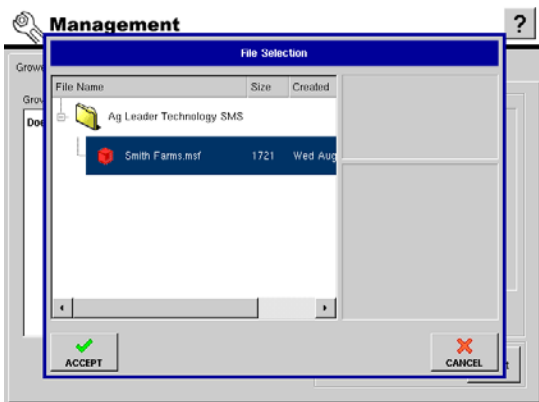 Management
?
File Selection
Grow
File Name Size Created
Grov
Ag Leader Technology SMS
Doe
Smith Farms.msf 1721 Wed Aug
ACCEPT
CANCEL
t